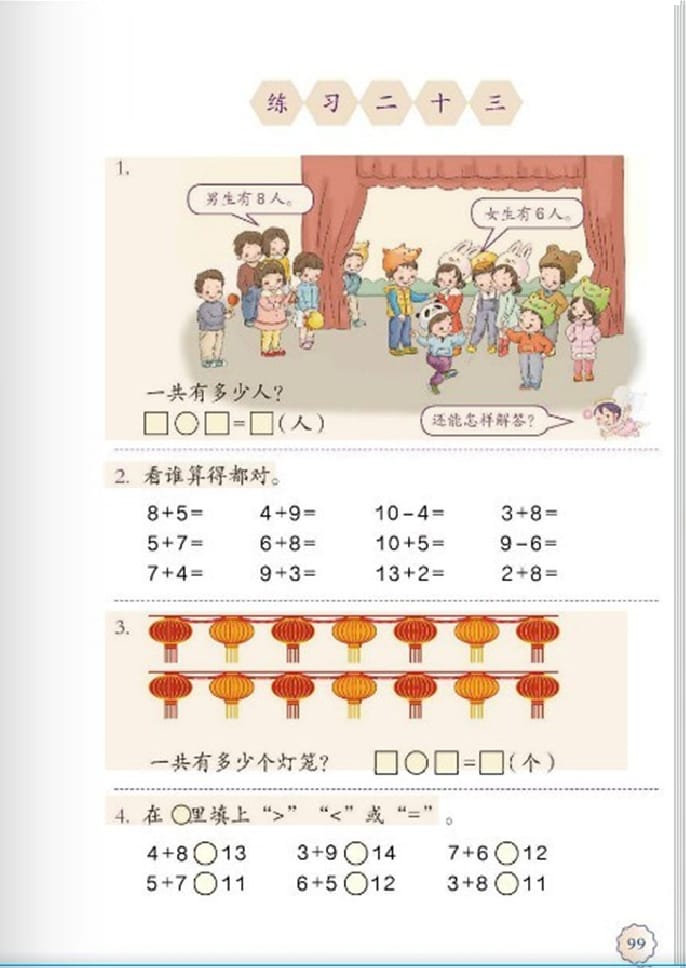 练习二十三
1.
男生有8人。
女生有6人。
一共有多少人?
□○□=□(人)
还能怎样解答?
2. 看谁算得都对。
8+5= 4+9= 10-4= 3+8=
5+7= 6+8= 10+5= 9-6=
7+4= 9+3= 13+2= 2+8=
3.
一共有多少个灯笼? □○□=□(个)
4. 在○里填上“>”“<”或“=”。
4+8○13 3+9○14 7+6○12
5+7○11 6+5○12 3+8○11
99